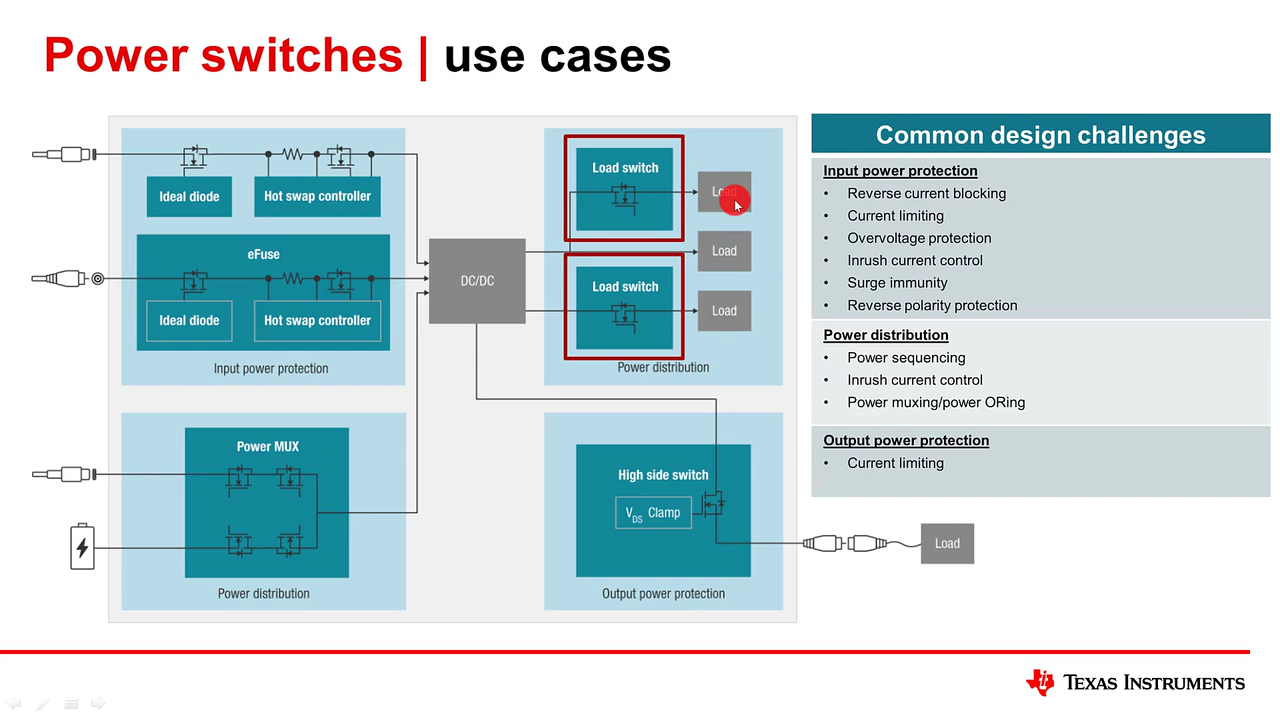 Power switches | use cases
Ideal diode
Hot swap controller
eFuse
Ideal diode
Hot swap controller
Input power protection
Power MUX
Power distribution
DC/DC
Load switch
Load
Load
Load switch
Load
Power distribution
High side switch
VDS Clamp
Output power protection
Load
Common design challenges
Input power protection
• Reverse current blocking
• Current limiting
• Overvoltage protection
• Inrush current control
• Surge immunity
• Reverse polarity protection
Power distribution
• Power sequencing
• Inrush current control
• Power muxing/power ORing
Output power protection
• Current limiting
TEXAS INSTRUMENTS